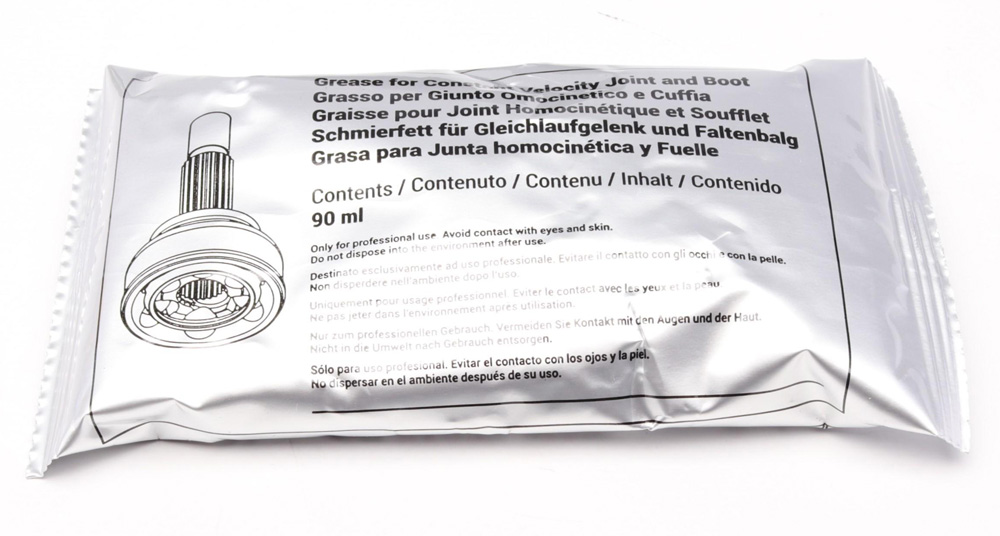 Grease for Constant Velocity Joint and Boot
Grasso per Giunto Omocinetico e Cuffia
Graisse pour Joint Homocinétique et Soufflet
Schmierfett für Gleichlaufgelenk und Faltenbalg
Grasa para Junta homocinética y Fuelle
Contents / Contenuto / Contenu / Inhalt / Contenido
90 ml
Only for professional use Avoid contact with eyes and skin.
Do not dispose into the environment after use.
Destinato esclusivamente ad uso professionale. Evitare il contatto con gli occhi e con la pelle.
Non disperdere nell'ambiente dopo l'uso.
Uniquement pour usage professionnel. Eviter le contact avec les yeux et la peau
Ne pas jeter dans l'environnement après utilisation.
Nur zum professionellen Gebrauch. Vermeiden Sie Kontakt mit den Augen und der Haut.
Nicht in die Umwelt nach Gebrauch entsorgen.
Sólo para uso profesional. Evitar el contacto con los ojos y la piel.
No dispersar en el ambiente después de su uso.